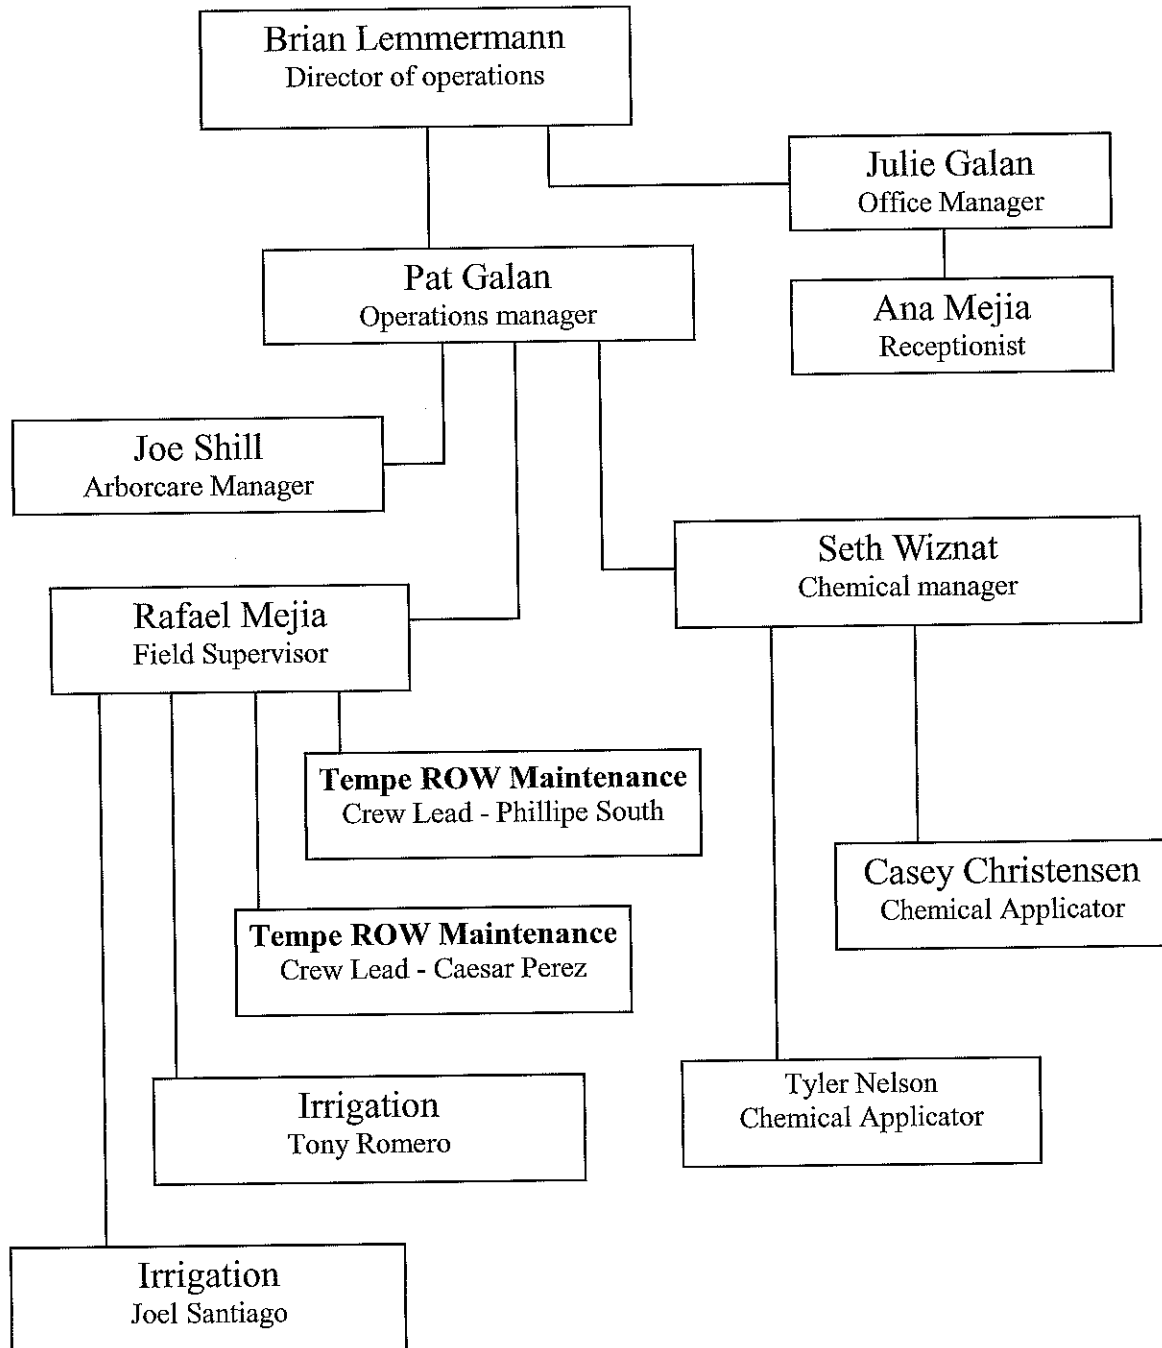 Brian Lemmermann
Director of operations
Julie Galan
Office Manager
Pat Galan
Operations manager
Ana Mejia
Receptionist
Joe Shill
Arborcare Manager
Seth Wiznat
Chemical manager
Rafael Mejia
Field Supervisor
Tempe ROW Maintenance
Crew Lead - Phillipe South
Casey Christensen
Chemical Applicator
Tempe ROW Maintenance
Crew Lead - Caesar Perez
Tyler Nelson
Chemical Applicator
Irrigation
Tony Romero
Irrigation
Joel Santiago